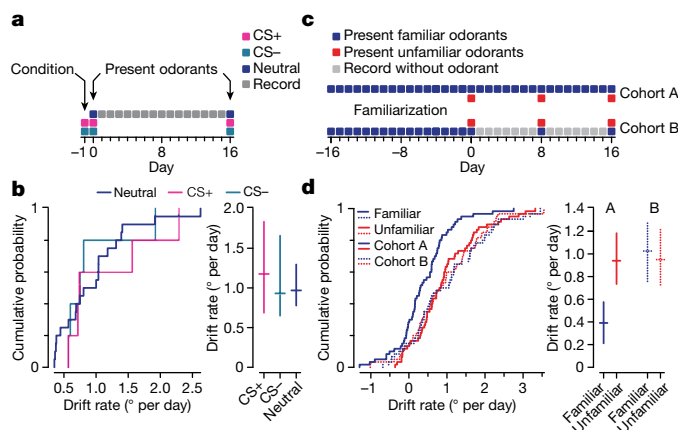 a
CS+
CS–
Neutral
Record
Condition
Present odorants
–1 0
16
Day
b
Neutral CS+ CS–
Cumulative probability
1
0
0.5 1.0 1.5 2.0 2.5
Drift rate (° per day)
Drift rate (° per day)
2.0
1.5
1.0
0.5
0
CS+
CS–
Neutral
c
Present familiar odorants
Present unfamiliar odorants
Record without odorant
Cohort A
Familiarization
Cohort B
–16 –8 0 8 16
Day
d
Familiar
Unfamiliar
Cohort A
Cohort B
Cumulative probability
1
0
–1 0 1 2 3
Drift rate (° per day)
Drift rate (° per day)
1.4
1.2
1.0
0.8
0.6
0.4
0.2
0
A B
Familiar
Unfamiliar
Familiar
Unfamiliar